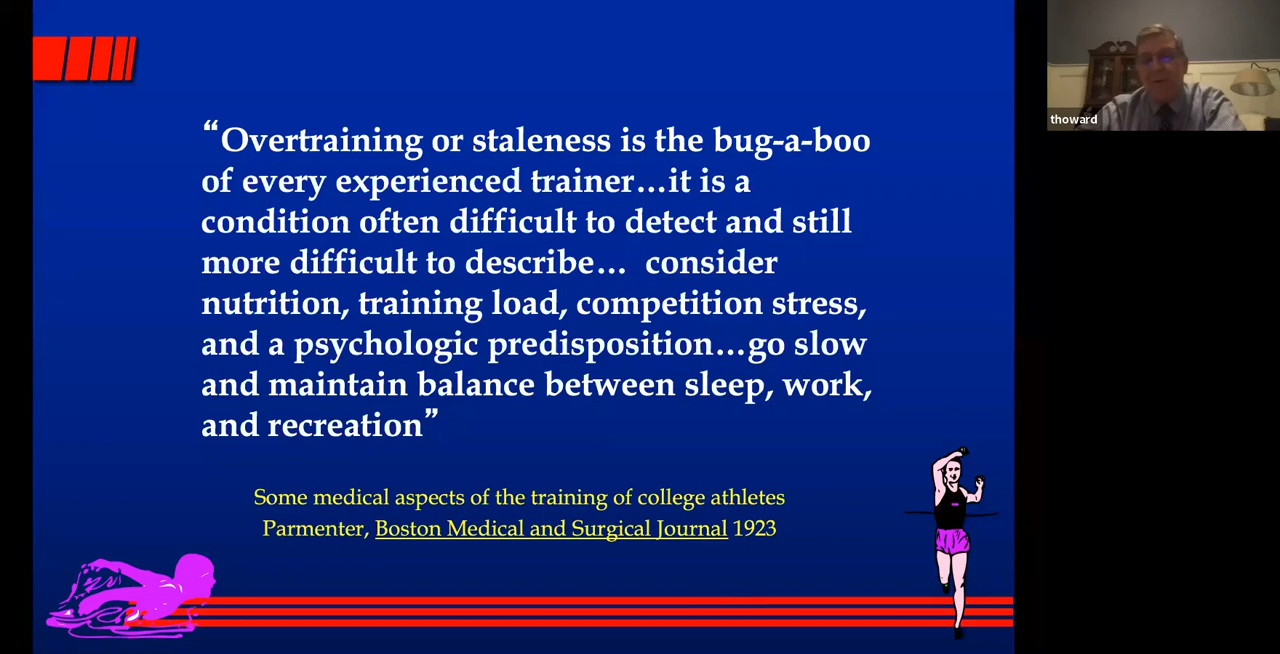 “Overtraining or staleness is the bug-a-boo
of every experienced trainer…it is a
condition often difficult to detect and still
more difficult to describe… consider
nutrition, training load, competition stress,
and a psychologic predisposition…go slow
and maintain balance between sleep, work,
and recreation”
Some medical aspects of the training of college athletes
Parmenter, Boston Medical and Surgical Journal 1923
thoward